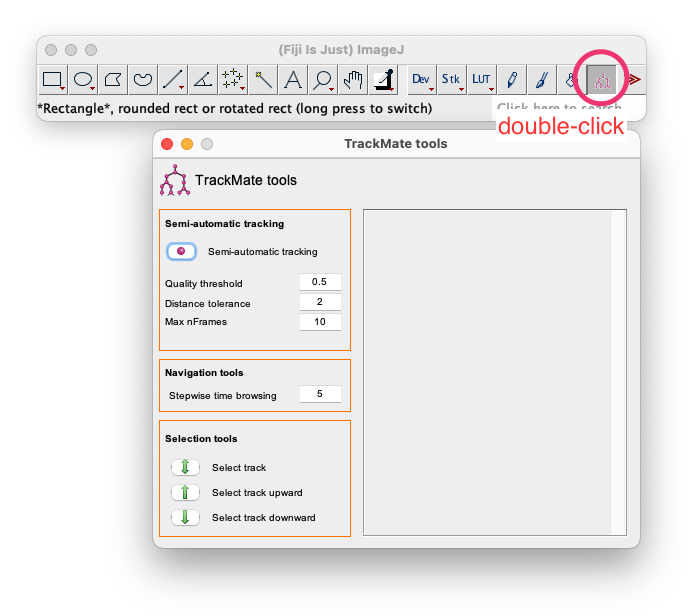 (Fiji Is Just) ImageJ
Dev Stk LUT
*Rectangle*, rounded rect or rotated rect (long press to switch)
Click here to search
double-click
TrackMate tools
TrackMate tools
Semi-automatic tracking
Semi-automatic tracking
Quality threshold 0.5
Distance tolerance 2
Max nFrames 10
Navigation tools
Stepwise time browsing 5
Selection tools
Select track
Select track upward
Select track downward